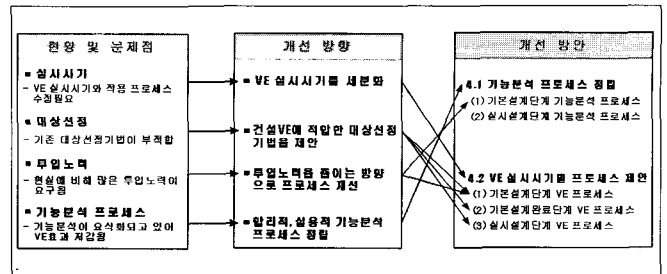 현황 및 문제점
▪ 실시시기
- VE 실시시기와 적용 프로세스
수정필요
▪ 대상선정
- 기존 대상선정기법이 부적합
▪ 투입노력
- 현실에 비해 많은 투입노력이
요구됨
▪ 기능분석 프로세스
- 기능분석이 요식화되고 있어
VE효과 저감됨
개선 방향
▪ VE 실시시기를 세분화
▪ 건설VE에 적합한 대상선정
기법을 제안
▪ 투입노력을 줄이는 방향
으로 프로세스 개선
▪ 합리적, 실용적 기능분석
프로세스 정립
개선 방안
4.1 기능분석 프로세스 정립
(1) 기본설계단계 기능분석 프로세스
(2) 실시설계단계 기능분석 프로세스
4.2 VE 실시시기별 프로세스 제안
(1) 기본설계단계 VE 프로세스
(2) 기본설계완료단계 VE 프로세스
(3) 실시설계단계 VE 프로세스